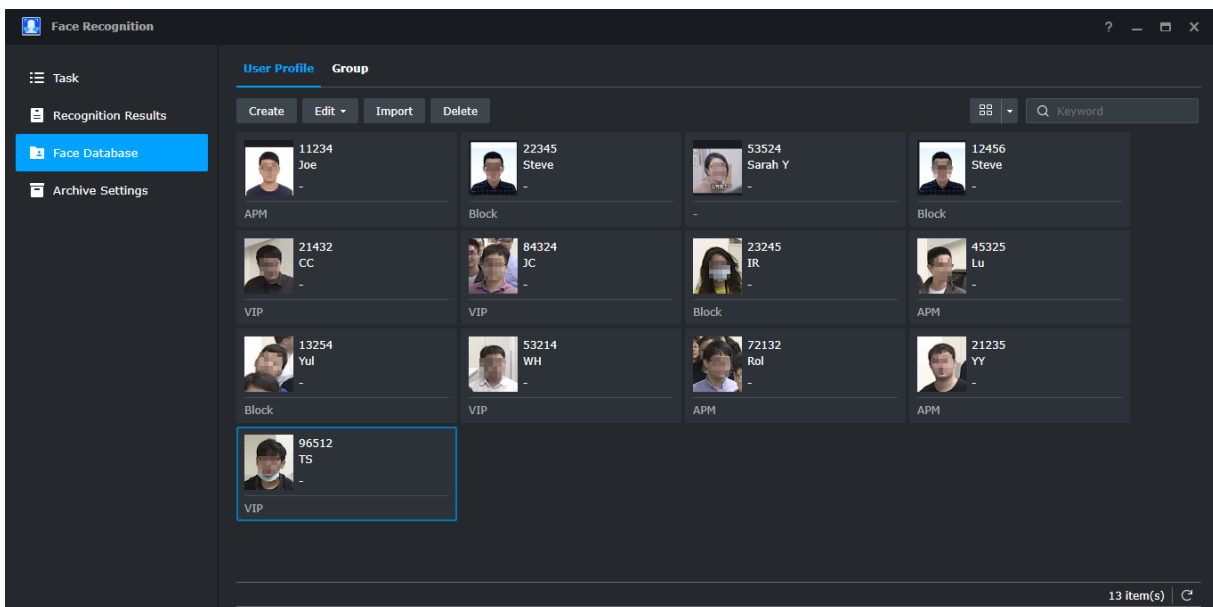 Face Recognition
?
Task
Recognition Results
Face Database
Archive Settings
User Profile Group
Create Edit Import Delete
Keyword
11234
Joe
-
APM
22345
Steve
-
Block
53524
Sarah Y
-
-
12456
Steve
-
Block
21432
CC
-
VIP
84324
JC
-
VIP
23245
IR
-
Block
45325
Lu
-
APM
13254
Yul
-
Block
53214
WH
-
VIP
72132
Rol
-
APM
21235
YY
-
APM
96512
TS
-
VIP
13 item(s)